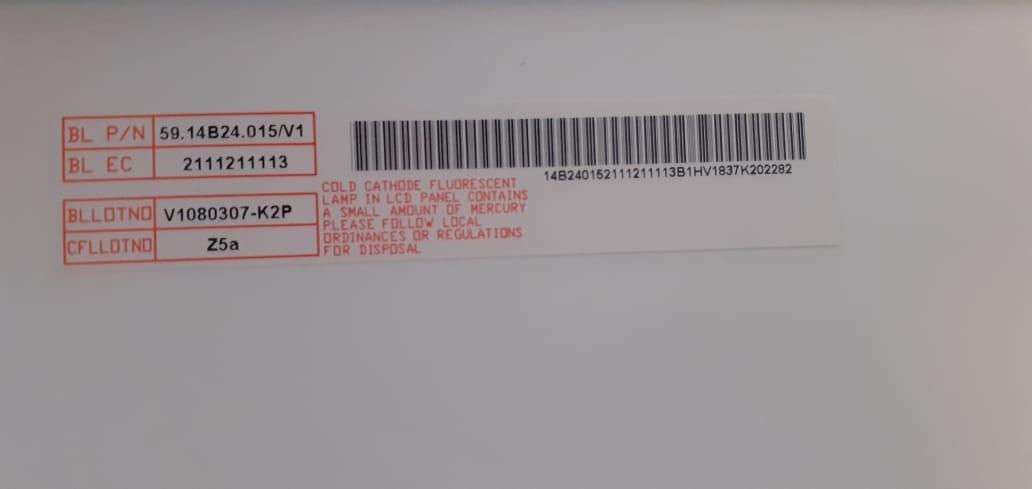 BL P/N 59.14B24.015/V1
BL EC 2111211113
14B240152111211113B1HV1837K202282
BLLOTNO V1080307-K2P
CFLLOTNO Z5a
COLD CATHODE FLUORESCENT
LAMP IN LCD PANEL CONTAINS
A SMALL AMOUNT OF MERCURY
PLEASE FOLLOW LOCAL
ORDINANCES OR REGULATIONS
FOR DISPOSAL